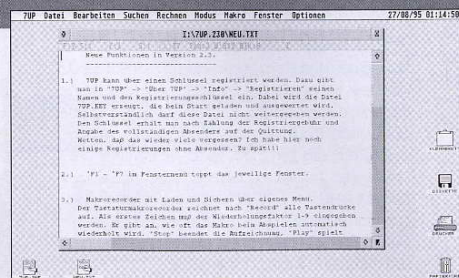 7UP Datei Bearbeiten Suchen Rechnen Modus Makro Fenster Optionen 27/08/95 01:14:50
I:\7UP.230\NEU.TXT
Neue Funktionen in Version 2.3.
1.) 7UP kann über einen Schlüssel registriert werden. Dazu gibt
man in "7UP" -> "Über 7UP" -> "Info" -> "Registrieren" seinen
Namen und den Registrierungsschlüssel ein. Dabei wird die Datei
7UP.KEY erzeugt, die beim Start geladen und ausgewertet wird.
Selbstverständlich darf diese Datei nicht weitergegeben werden.
Den Schlüssel erhält man nach Zahlung der Registriergebühr und
Angabe des vollständigen Absenders auf der Quittung.
Wetten, daß das wieder viele vergessen? Ich habe hier noch
einige Registrierungen ohne Absender. Zu spät!!!
2.) ^F1 - ^F7 im Fenstermenü toppt das jeweilige Fenster.
3.) Makrorecorder mit Laden und Sichern über eigenes Menü.
Der Tastaturmakrorecorder zeichnet nach "Record" alle Tastendrücke
auf. Als erstes Zeichen muß der Wiederholungsfaktor 1-9 eingegeben
werden. Er gibt an, wie oft das Makro beim Abspielen automatisch
wiederholt wird. "Stop" beendet die Aufzeichnung, "Play" spielt
DISKETTE
DRUCKER